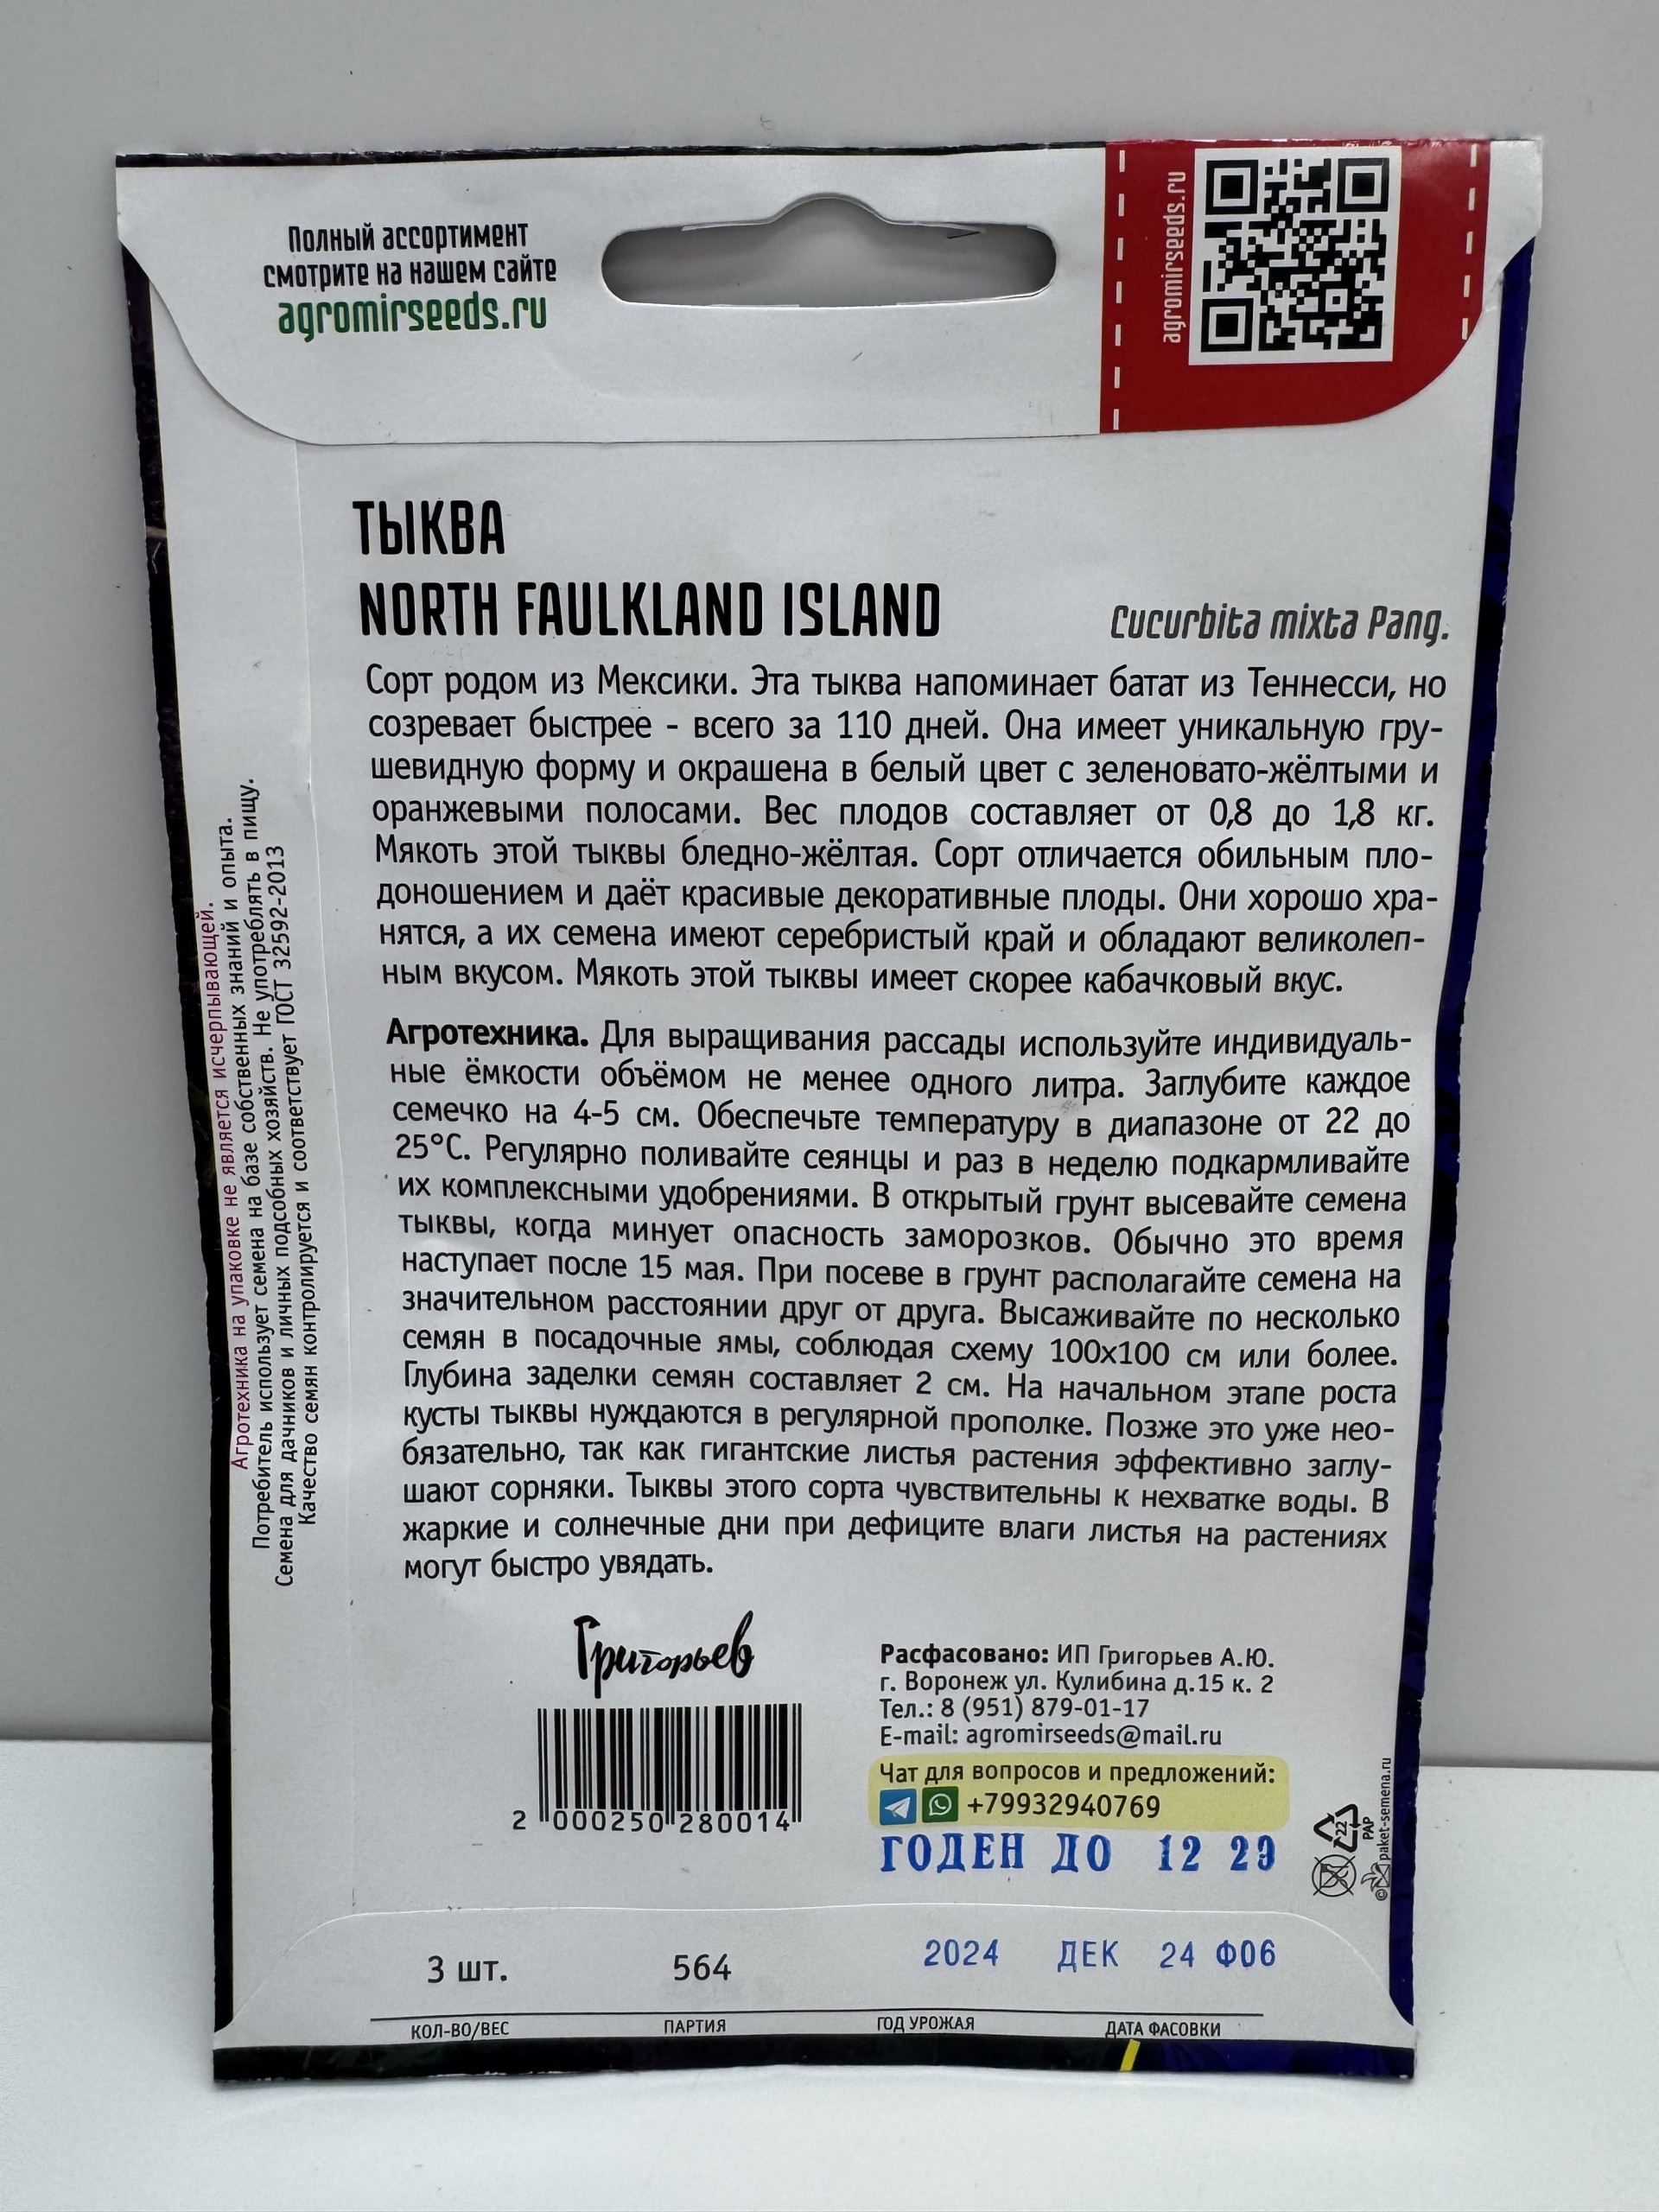 Полный ассортимент
смотрите на нашем сайте
agromirseeds.ru
agromirseeds.ru
ТЫКВА
NORTH FAULKLAND ISLAND
Cucurbita mixta Pang.
Сорт родом из Мексики. Эта тыква напоминает батат из Теннесси, но
созревает быстрее - всего за 110 дней. Она имеет уникальную гру-
шевидную форму и окрашена в белый цвет с зеленовато-жёлтыми и
оранжевыми полосами. Вес плодов составляет от 0,8 до 1,8 кг.
Мякоть этой тыквы бледно-жёлтая. Сорт отличается обильным пло-
доношением и даёт красивые декоративные плоды. Они хорошо хра-
нятся, а их семена имеют серебристый край и обладают великолеп-
ным вкусом. Мякоть этой тыквы имеет скорее кабачковый вкус.
Агротехника. Для выращивания рассады используйте индивидуаль-
ные ёмкости объёмом не менее одного литра. Заглубите каждое
семечко на 4-5 см. Обеспечьте температуру в диапазоне от 22 до
25°С. Регулярно поливайте сеянцы и раз в неделю подкармливайте
их комплексными удобрениями. В открытый грунт высевайте семена
тыквы, когда минует опасность заморозков. Обычно это время
наступает после 15 мая. При посеве в грунт располагайте семена на
значительном расстоянии друг от друга. Высаживайте по несколько
семян в посадочные ямы, соблюдая схему 100х100 см или более.
Глубина заделки семян составляет 2 см. На начальном этапе роста
кусты тыквы нуждаются в регулярной прополке. Позже это уже нео-
бязательно, так как гигантские листья растения эффективно заглу-
шают сорняки. Тыквы этого сорта чувствительны к нехватке воды. В
жаркие и солнечные дни при дефиците влаги листья на растениях
могут быстро увядать.
Агротехника на упаковке не является исчерпывающей.
Потребитель использует семена на базе собственных знаний и опыта.
Семена для дачников и личных подсобных хозяйств. Не употреблять в пищу.
Качество семян контролируется и соответствует ГОСТ 32592-2013
Григорьев
2 000250 280014
Расфасовано: ИП Григорьев А.Ю.
г. Воронеж ул. Кулибина д.15 к. 2
Тел.: 8 (951) 879-01-17
E-mail: agromirseeds@mail.ru
Чат для вопросов и предложений:
+79932940769
ГОДЕН ДО 12 29
22
PAP
©
paket-semena.ru
3 шт. 564 2024 ДЕК 24 Ф06
КОЛ-ВО/ВЕС ПАРТИЯ ГОД УРОЖАЯ ДАТА ФАСОВКИ